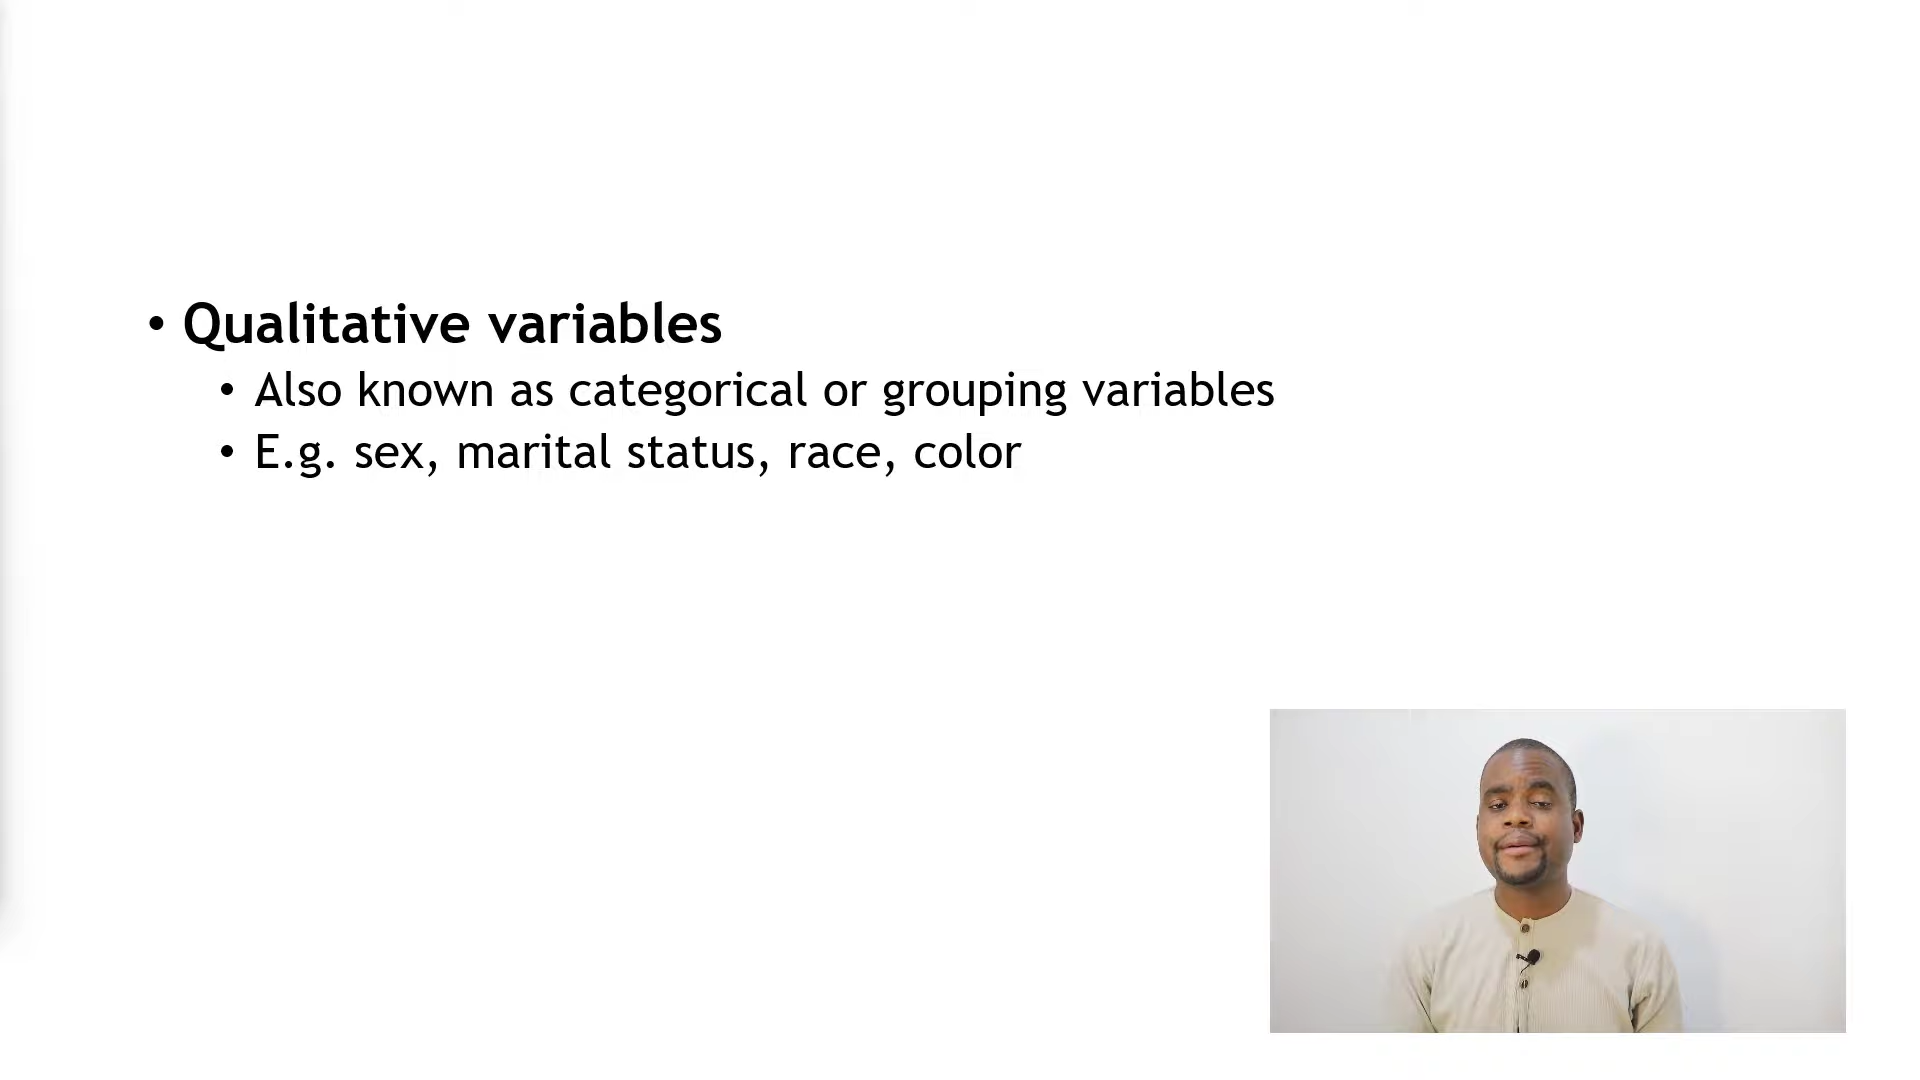 • Qualitative variables
• Also known as categorical or grouping variables
• E.g. sex, marital status, race, color